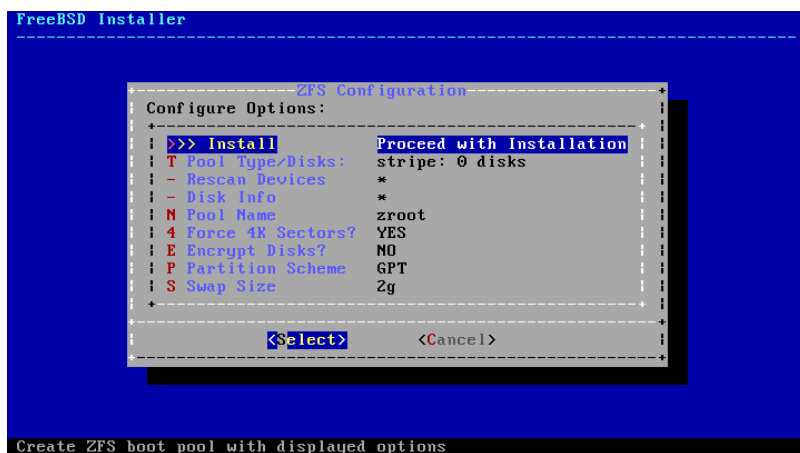 FreeBSD Installer
ZFS Configuration
Configure Options:
>>> Install Proceed with Installation
T Pool Type/Disks: stripe: 0 disks
- Rescan Devices *
- Disk Info *
N Pool Name zroot
4 Force 4K Sectors? YES
E Encrypt Disks? NO
P Partition Scheme GPT
S Swap Size 2g
<Select> <Cancel>
Create ZFS boot pool with displayed options